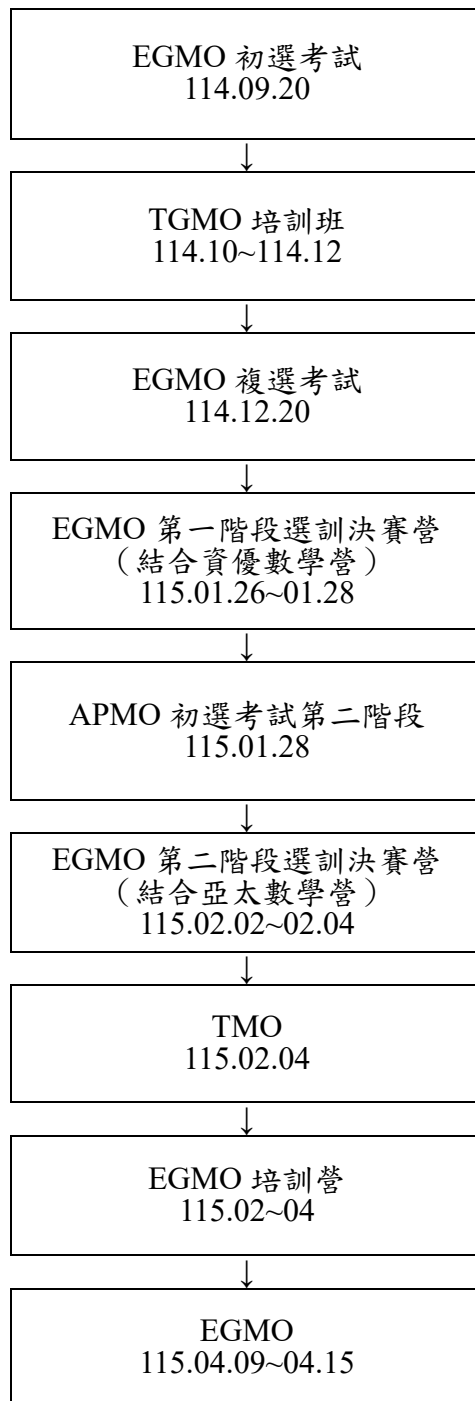 EGMO 初選考試
114.09.20
↓
TGMO 培訓班
114.10~114.12
↓
EGMO 複選考試
114.12.20
↓
EGMO 第一階段選訓決賽營
（結合資優數學營）
115.01.26~01.28
↓
APMO 初選考試第二階段
115.01.28
↓
EGMO 第二階段選訓決賽營
（結合亞太數學營）
115.02.02~02.04
↓
TMO
115.02.04
↓
EGMO 培訓營
115.02~04
↓
EGMO
115.04.09~04.15